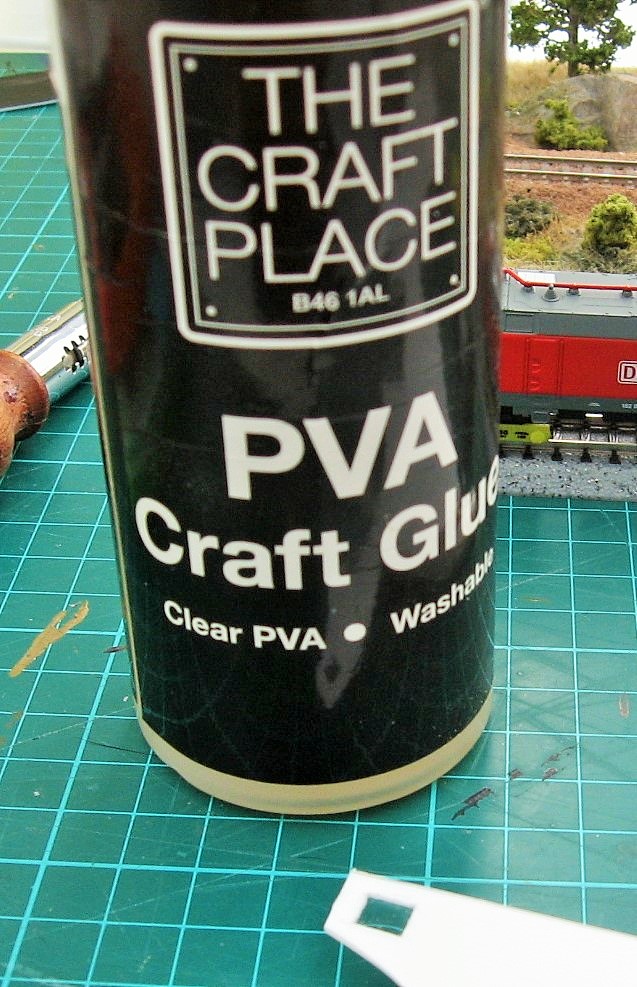 THE
CRAFT
PLACE
B46 1AL
PVA
Craft Glue
Clear PVA • Washable